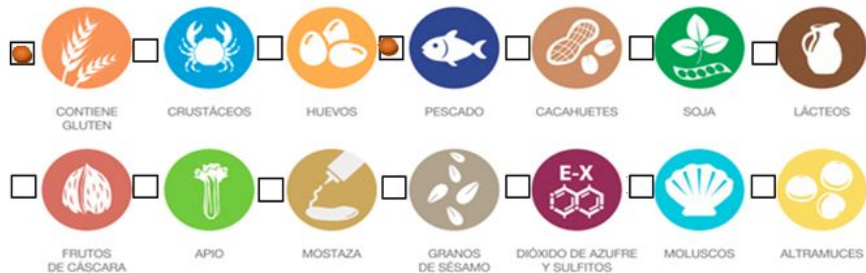 CONTIENE GLUTEN
CRUSTÁCEOS
HUEVOS
PESCADO
CACAHUETES
SOJA
LÁCTEOS
E-X
FRUTOS DE CÁSCARA
APIO
MOSTAZA
GRANOS DE SÉSAMO
DIÓXIDO DE AZUFRE Y SULFITOS
MOLUSCOS
ALTRAMUCES